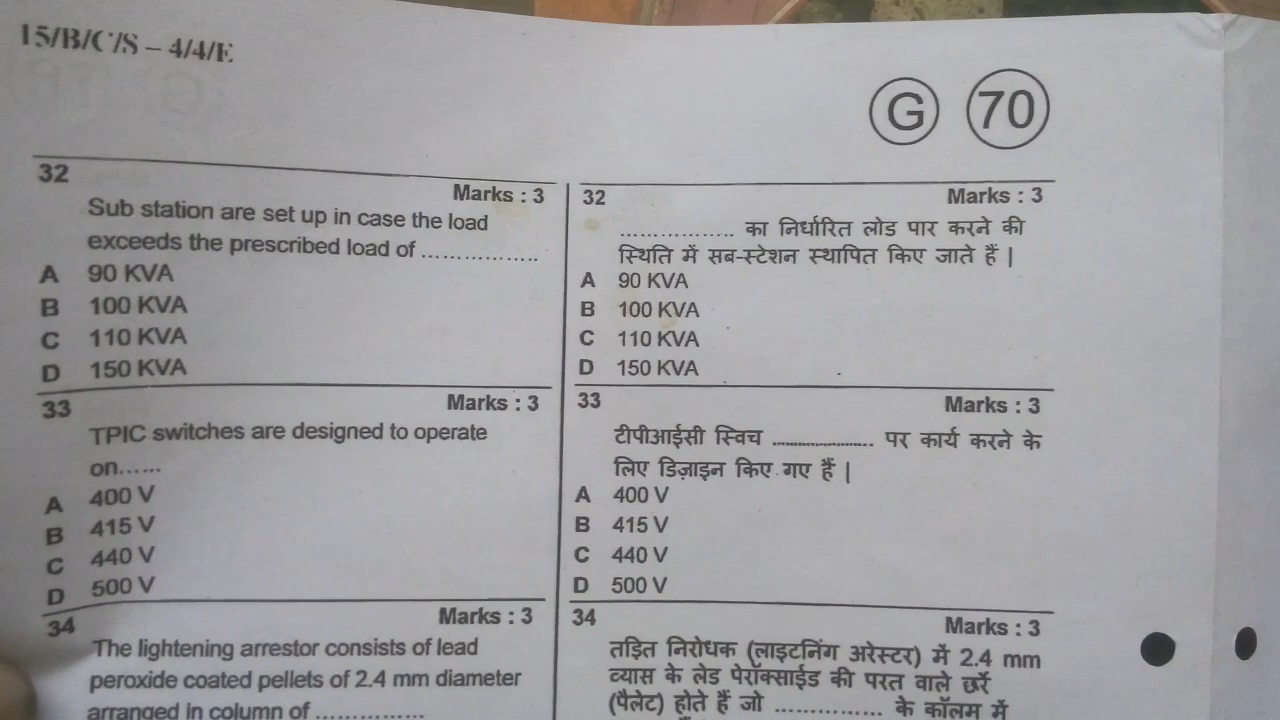 15/B/C/S – 4/4/E
G 70
32
Marks : 3
Sub station are set up in case the load
exceeds the prescribed load of ..................
A 90 KVA
B 100 KVA
C 110 KVA
D 150 KVA
33
Marks : 3
TPIC switches are designed to operate
on......
A 400 V
B 415 V
C 440 V
D 500 V
34
Marks : 3
The lightening arrestor consists of lead
peroxide coated pellets of 2.4 mm diameter
arranged in column of ................
32
Marks : 3
................. का निर्धारित लोड पार करने की
स्थिति में सब-स्टेशन स्थापित किए जाते हैं |
A 90 KVA
B 100 KVA
C 110 KVA
D 150 KVA
33
Marks : 3
टीपीआईसी स्विच ...................... पर कार्य करने के
लिए डिज़ाइन किए गए हैं |
A 400 V
B 415 V
C 440 V
D 500 V
34
Marks : 3
तड़ित निरोधक (लाइटनिंग अरेस्टर) में 2.4 mm
व्यास के लेड पेरॉक्साईड की परत वाले छर्रे
(पैलेट) होते हैं जो ............... के कॉलम में